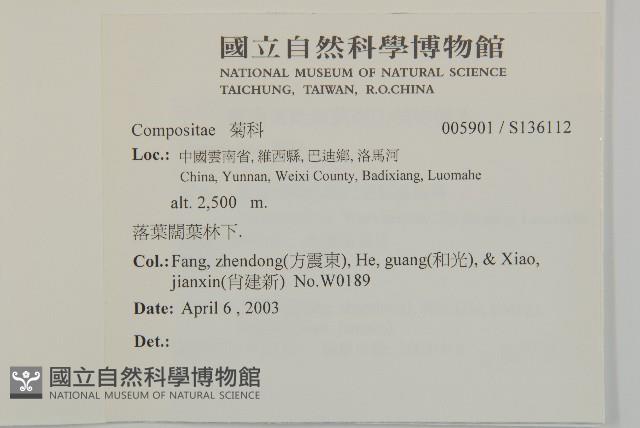 國立自然科學博物館
NATIONAL MUSEUM OF NATURAL SCIENCE
TAICHUNG, TAIWAN, R.O.CHINA
Compositae 菊科 005901 / S136112
Loc.: 中國雲南省, 維西縣, 巴迪鄉, 洛馬河
China, Yunnan, Weixi County, Badixiang, Luomahe
alt. 2,500 m.
落葉闊葉林下.
Col.: Fang, zhendong(方震東), He, guang(和光), & Xiao,
jianxin(肖建新) No.W0189
Date: April 6 , 2003
Det.:
國立自然科學博物館
NATIONAL MUSEUM OF NATURAL SCIENCE